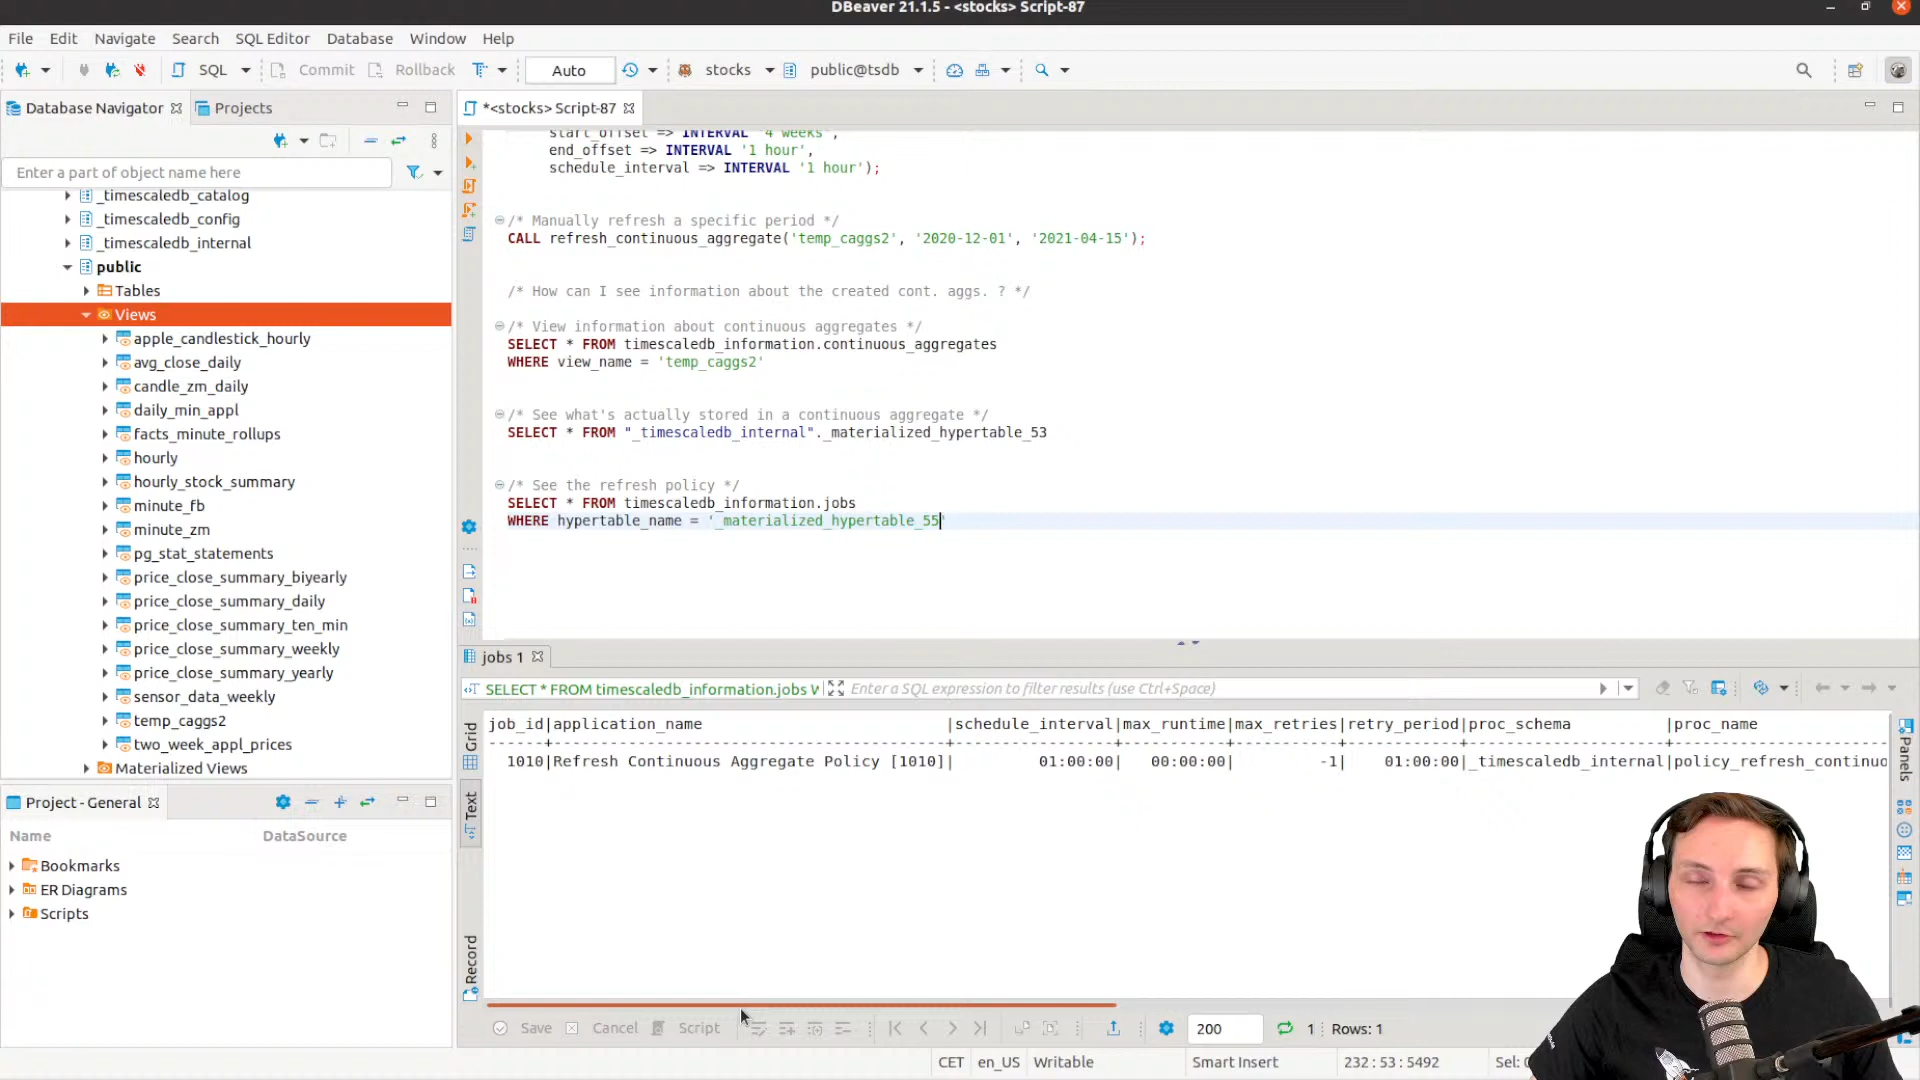 DBeaver 21.1.5 - <stocks> Script-87
File Edit Navigate Search SQL Editor Database Window Help
SQL Commit Rollback Auto stocks public@tsdb
Database Navigator Projects
*<stocks> Script-87
Enter a part of object name here
_timescaledb_catalog
_timescaledb_config
_timescaledb_internal
public
Tables
Views
apple_candlestick_hourly
avg_close_daily
candle_zm_daily
daily_min_appl
facts_minute_rollups
hourly
hourly_stock_summary
minute_fb
minute_zm
pg_stat_statements
price_close_summary_biyearly
price_close_summary_daily
price_close_summary_ten_min
price_close_summary_weekly
price_close_summary_yearly
sensor_data_weekly
temp_caggs2
two_week_appl_prices
Materialized Views
start_offset => INTERVAL '4 weeks',
end_offset => INTERVAL '1 hour',
schedule_interval => INTERVAL '1 hour');
/* Manually refresh a specific period */
CALL refresh_continuous_aggregate('temp_caggs2', '2020-12-01', '2021-04-15');
/* How can I see information about the created cont. aggs. ? */
/* View information about continuous aggregates */
SELECT * FROM timescaledb_information.continuous_aggregates
WHERE view_name = 'temp_caggs2'
/* See what's actually stored in a continuous aggregate */
SELECT * FROM "_timescaledb_internal"._materialized_hypertable_53
/* See the refresh policy */
SELECT * FROM timescaledb_information.jobs
WHERE hypertable_name = '_materialized_hypertable_55'
jobs 1
SELECT * FROM timescaledb_information.jobs W
Enter a SQL expression to filter results (use Ctrl+Space)
Grid
Text
Record
Panels
job_id|application_name |schedule_interval|max_runtime|max_retries|retry_period|proc_schema |proc_name
1010|Refresh Continuous Aggregate Policy [1010]| 01:00:00| 00:00:00| -1| 01:00:00|_timescaledb_internal|policy_refresh_continuo
Project - General
Name DataSource
Bookmarks
ER Diagrams
Scripts
Save Cancel Script 200 1 Rows: 1
CET en_US Writable Smart Insert 232 : 53 : 5492 Sel: